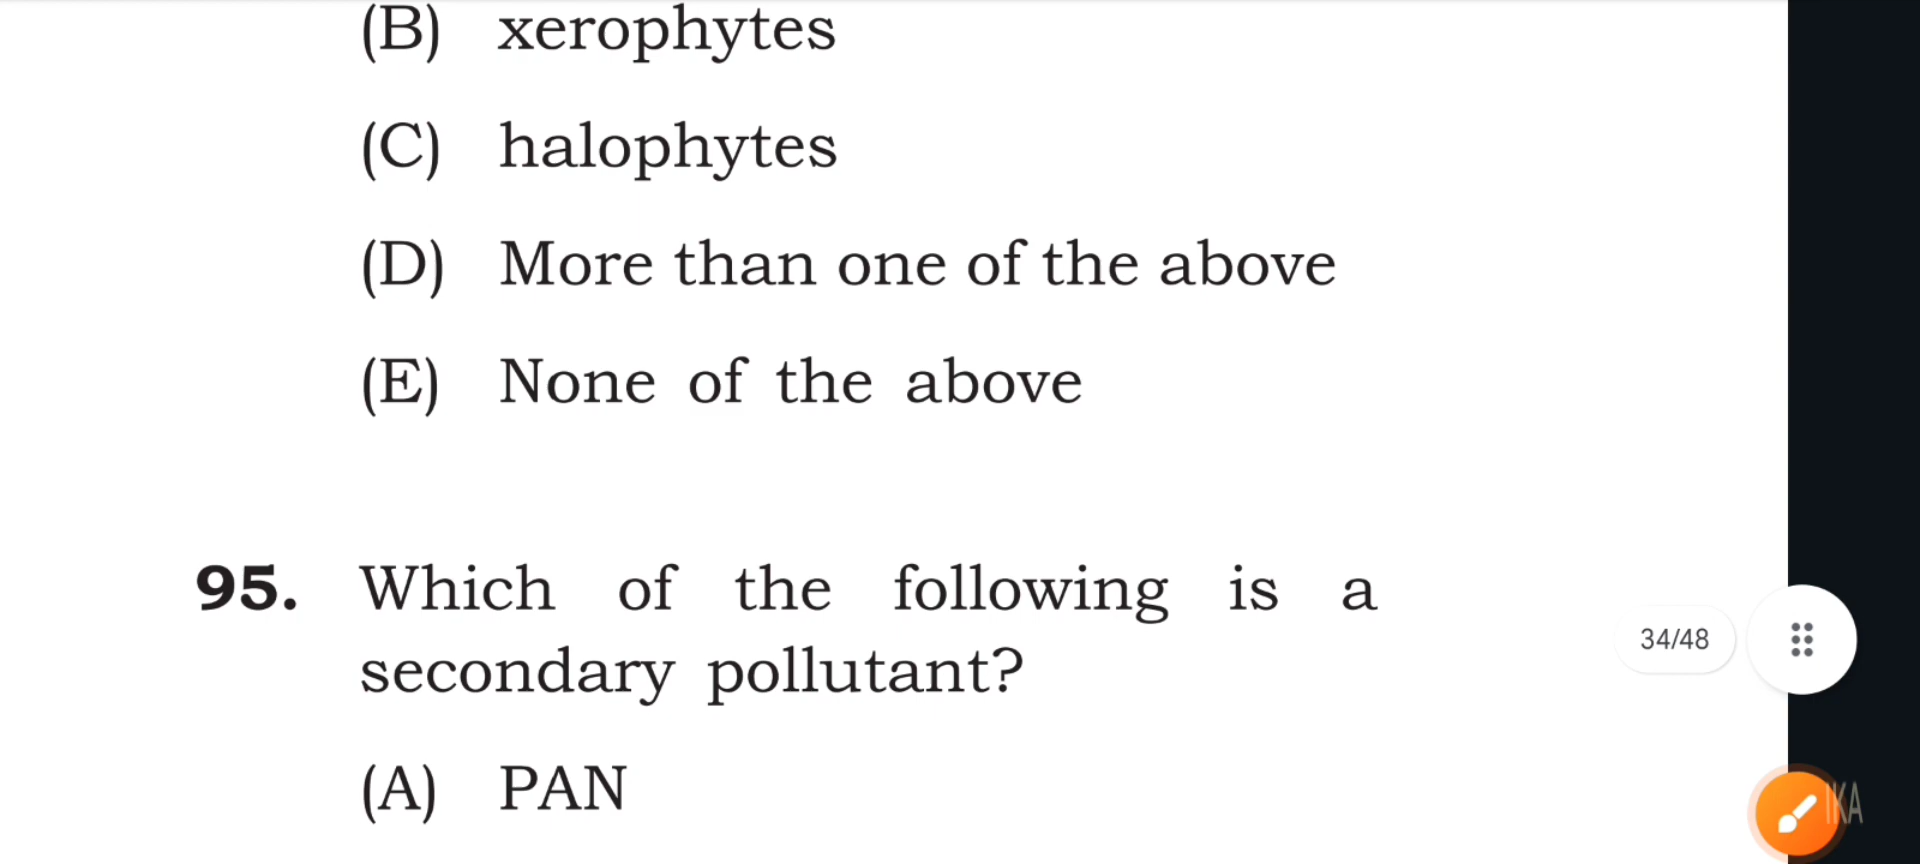 (B) xerophytes
(C) halophytes
(D) More than one of the above
(E) None of the above
95. Which of the following is a
secondary pollutant?
34/48
(A) PAN
IKA